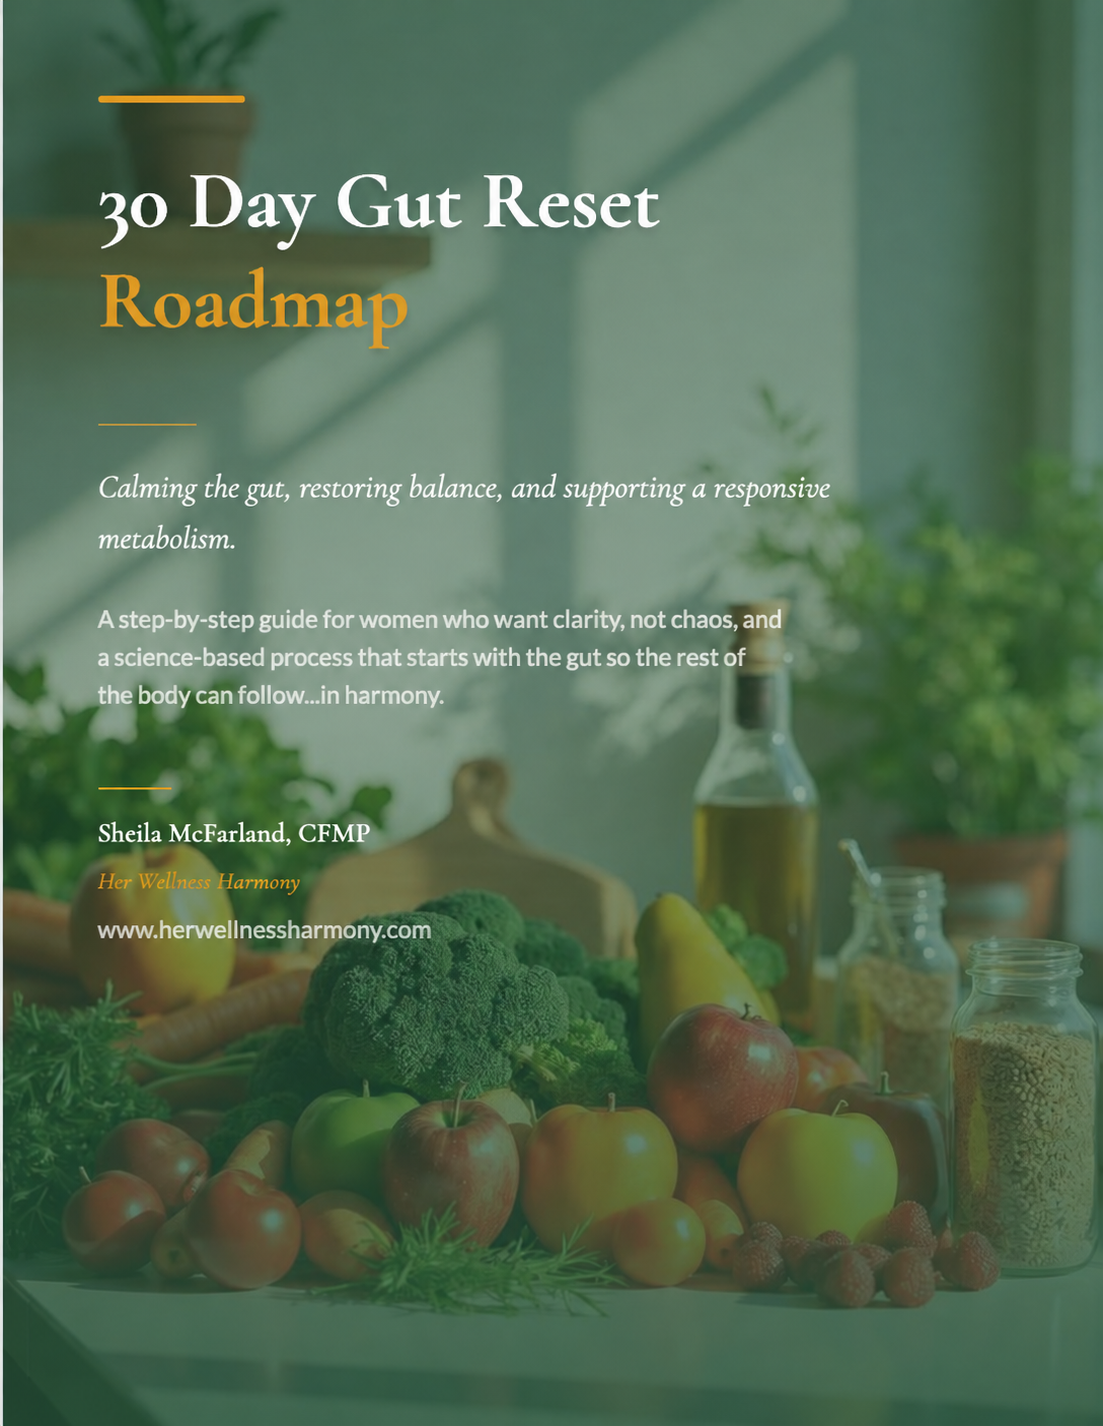 30 Day Gut Reset
Roadmap
Calming the gut, restoring balance, and supporting a responsive
metabolism.
A step-by-step guide for women who want clarity, not chaos, and
a science-based process that starts with the gut so the rest of
the body can follow...in harmony.
Sheila McFarland, CFMP
Her Wellness Harmony
www.herwellnessharmony.com